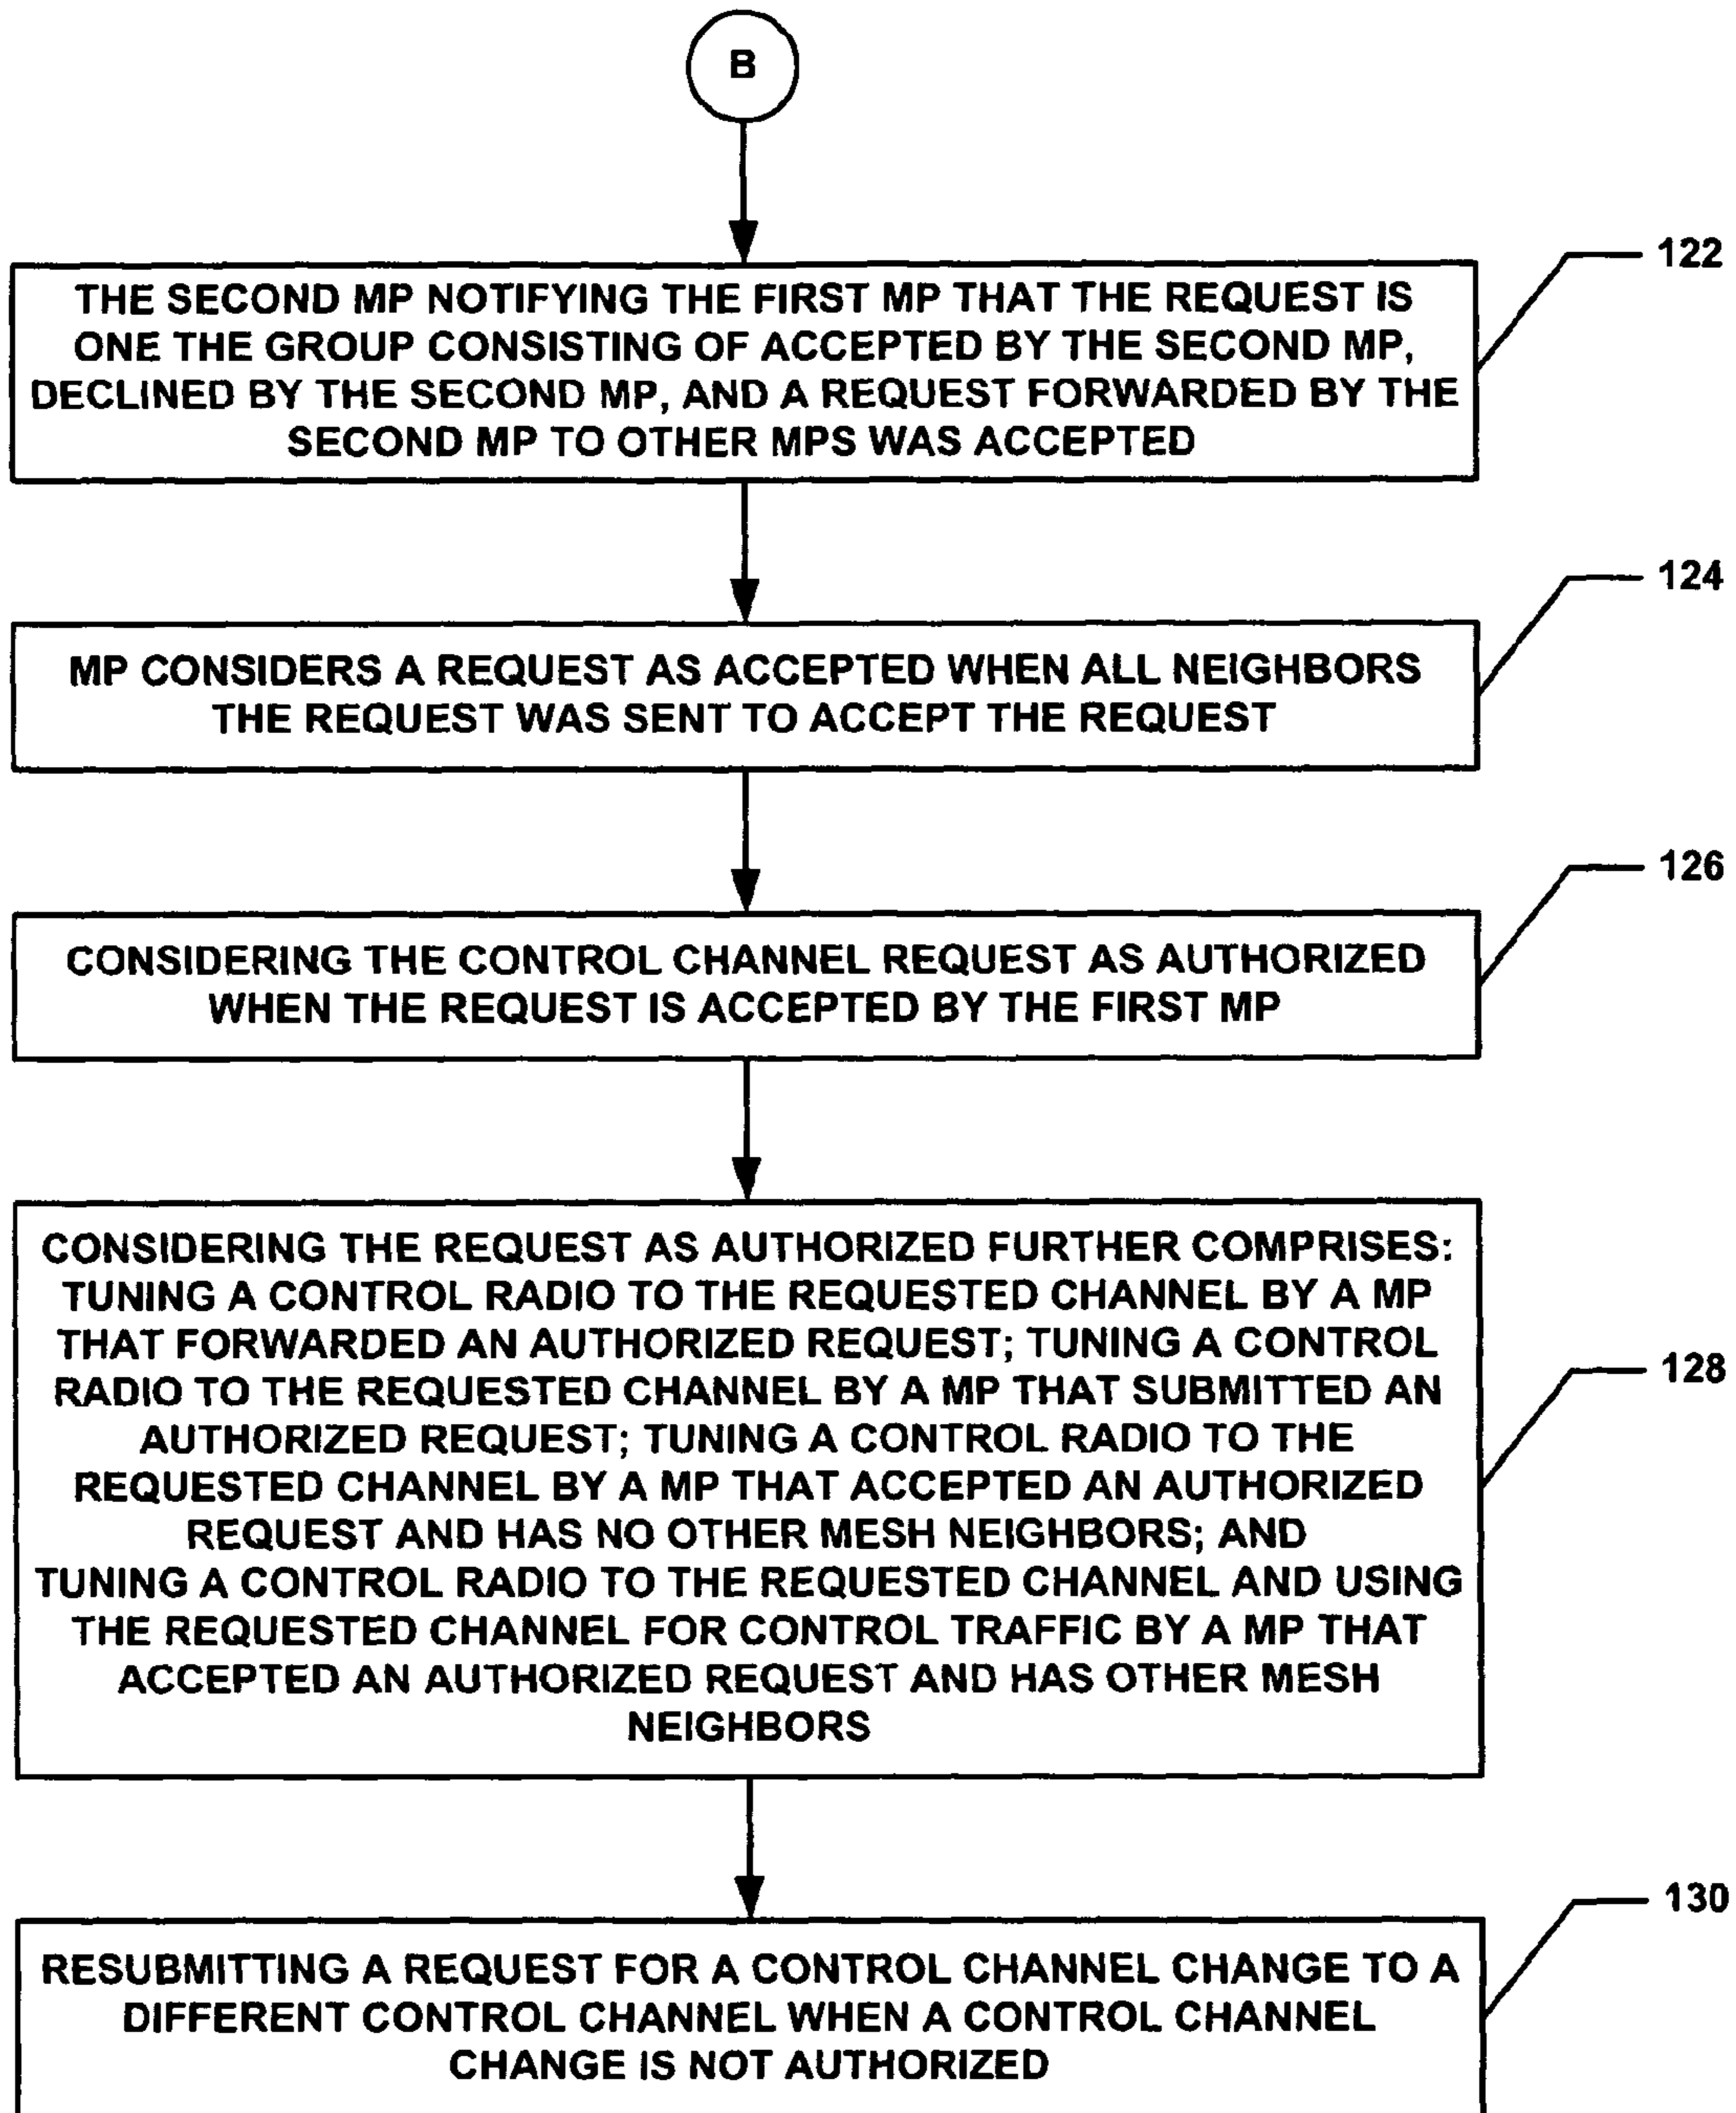 B
122
THE SECOND MP NOTIFYING THE FIRST MP THAT THE REQUEST IS
ONE THE GROUP CONSISTING OF ACCEPTED BY THE SECOND MP,
DECLINED BY THE SECOND MP, AND A REQUEST FORWARDED BY THE
SECOND MP TO OTHER MPS WAS ACCEPTED
124
MP CONSIDERS A REQUEST AS ACCEPTED WHEN ALL NEIGHBORS
THE REQUEST WAS SENT TO ACCEPT THE REQUEST
126
CONSIDERING THE CONTROL CHANNEL REQUEST AS AUTHORIZED
WHEN THE REQUEST IS ACCEPTED BY THE FIRST MP
128
CONSIDERING THE REQUEST AS AUTHORIZED FURTHER COMPRISES:
TUNING A CONTROL RADIO TO THE REQUESTED CHANNEL BY A MP
THAT FORWARDED AN AUTHORIZED REQUEST; TUNING A CONTROL
RADIO TO THE REQUESTED CHANNEL BY A MP THAT SUBMITTED AN
AUTHORIZED REQUEST; TUNING A CONTROL RADIO TO THE
REQUESTED CHANNEL BY A MP THAT ACCEPTED AN AUTHORIZED
REQUEST AND HAS NO OTHER MESH NEIGHBORS; AND
TUNING A CONTROL RADIO TO THE REQUESTED CHANNEL AND USING
THE REQUESTED CHANNEL FOR CONTROL TRAFFIC BY A MP THAT
ACCEPTED AN AUTHORIZED REQUEST AND HAS OTHER MESH
NEIGHBORS
130
RESUBMITTING A REQUEST FOR A CONTROL CHANNEL CHANGE TO A
DIFFERENT CONTROL CHANNEL WHEN A CONTROL CHANNEL
CHANGE IS NOT AUTHORIZED